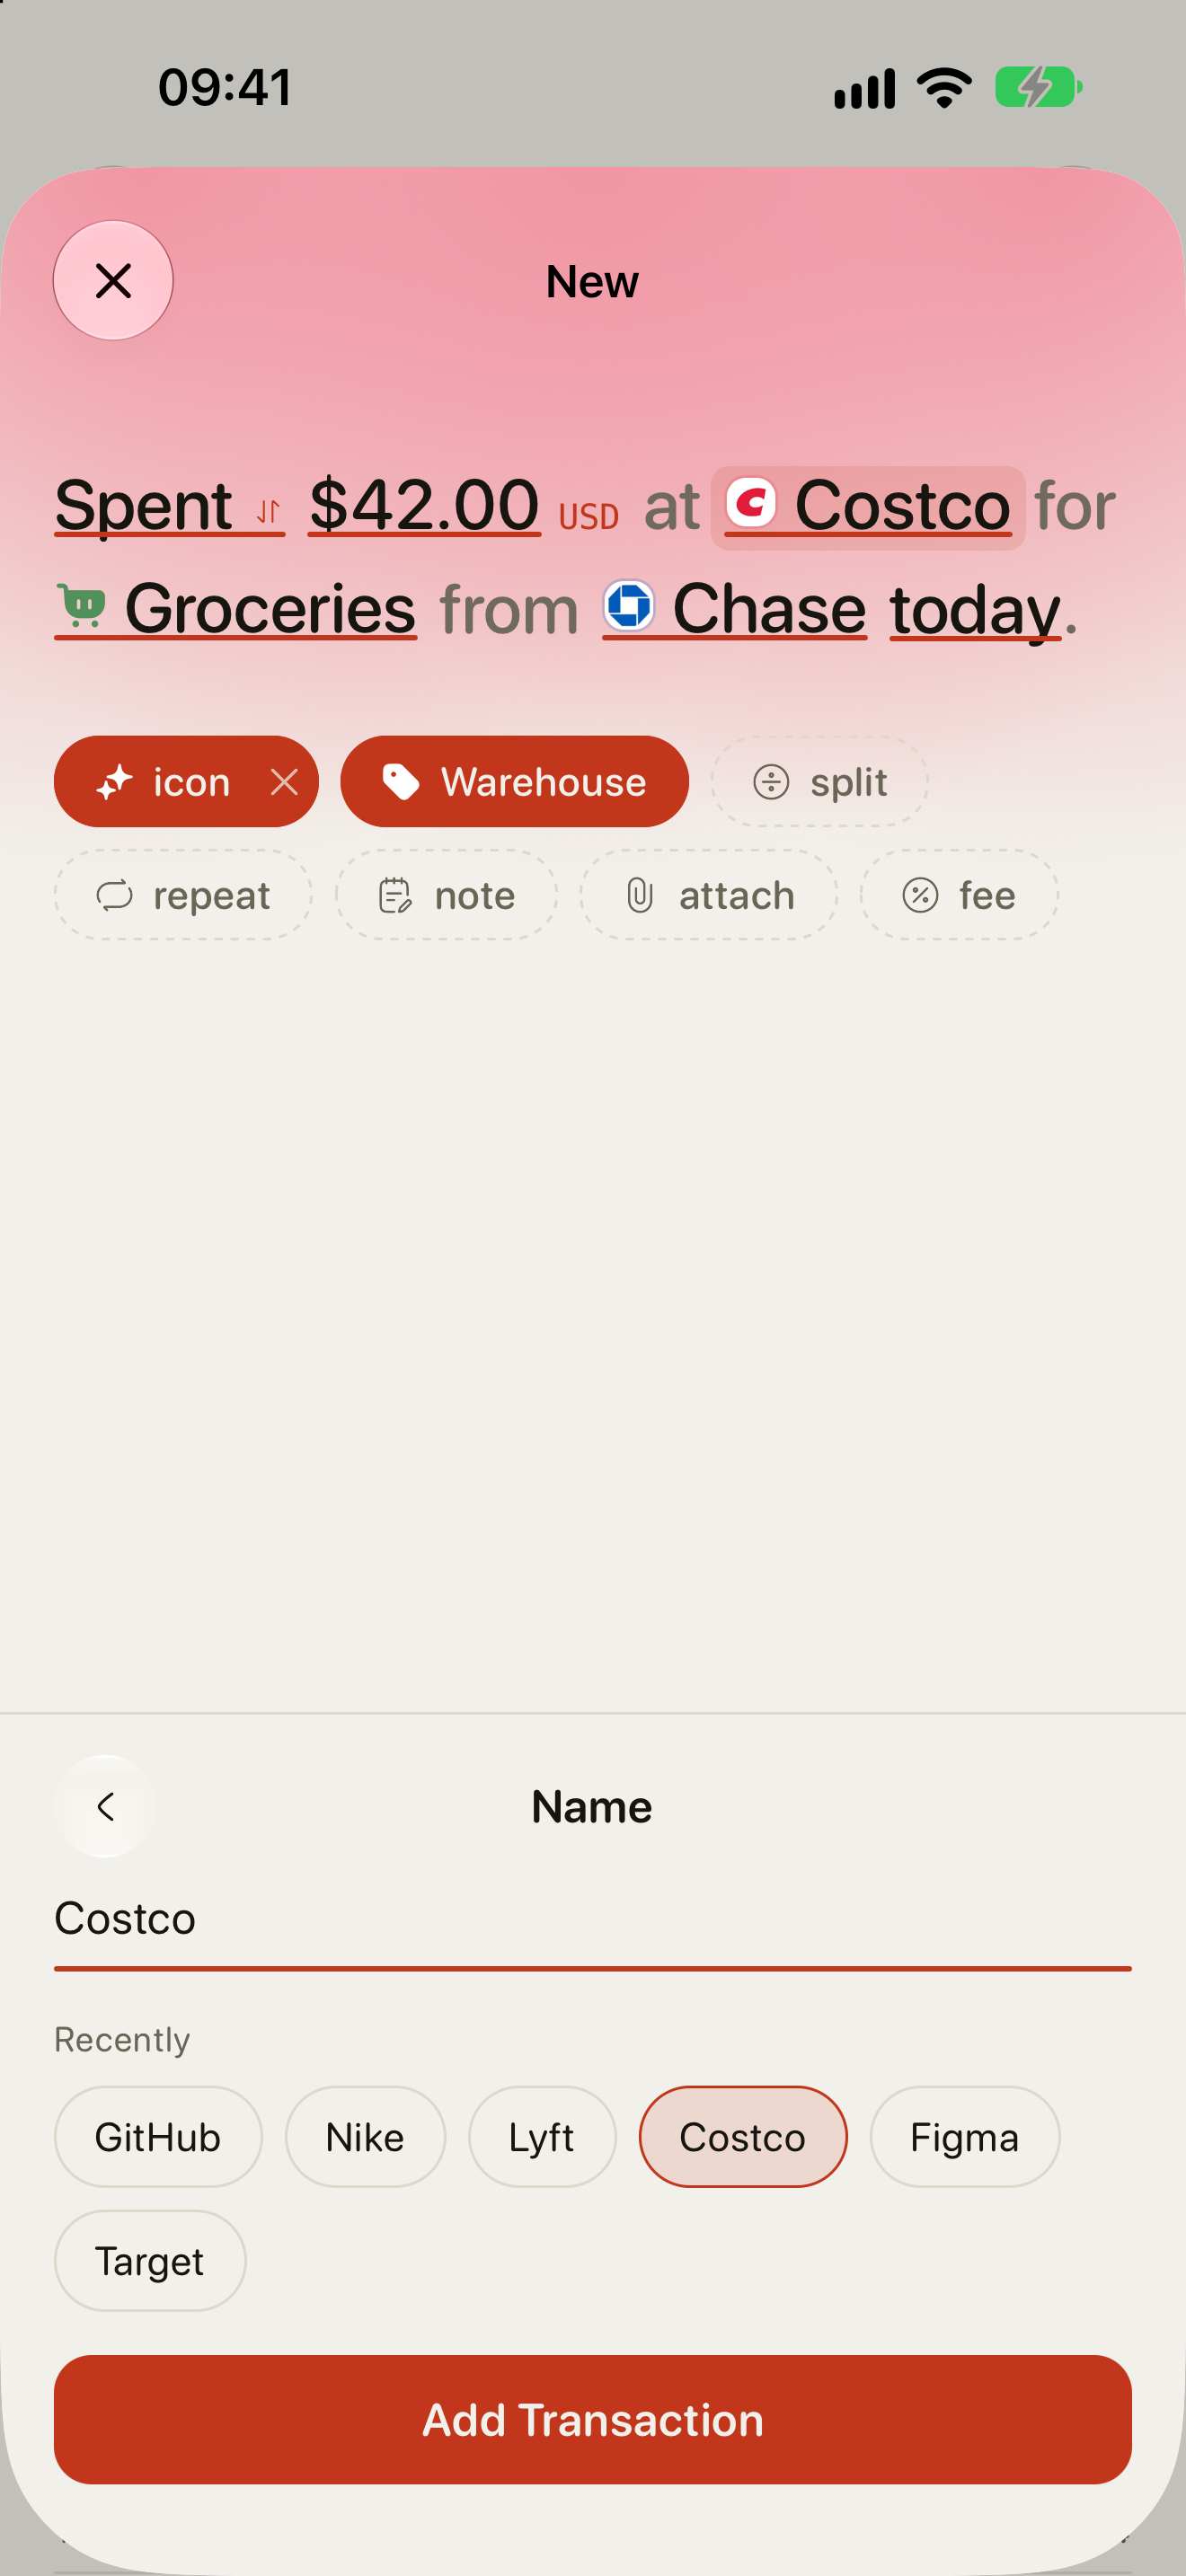 09:41
New
Spent $42.00 USD at Costco for
Groceries from Chase today.
icon Warehouse split
repeat note attach fee
Name
Costco
Recently
GitHub Nike Lyft Costco Figma
Target
Add Transaction